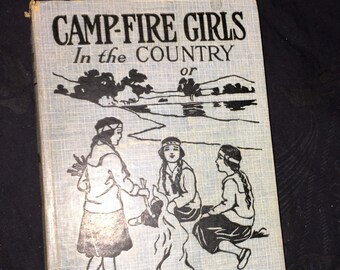 CAMP-FIRE GIRLS
In the COUNTRY
or